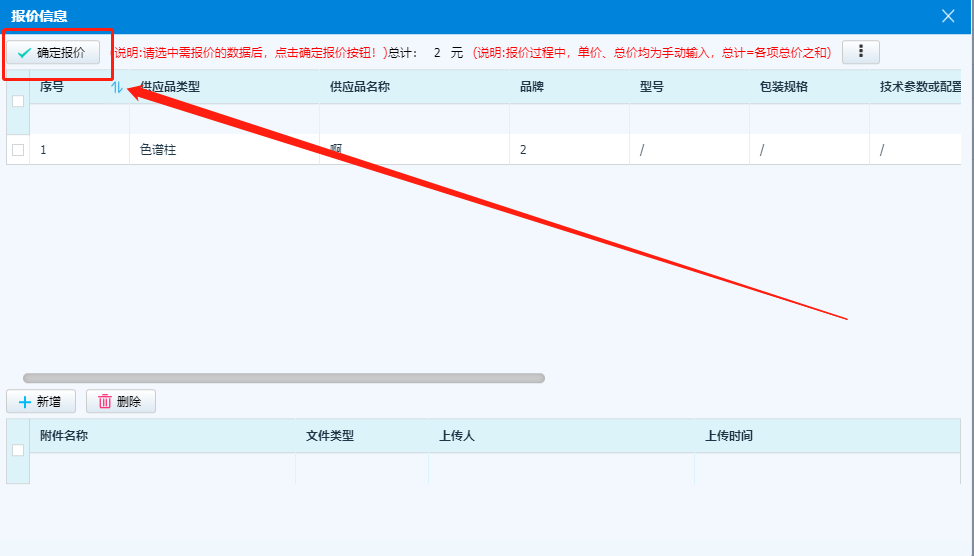 报价信息
确定报价 (说明:请选中需报价的数据后，点击确定报价按钮！)总计： 2 元 (说明:报价过程中，单价、总价均为手动输入，总计=各项总价之和)
序号 供应品类型 供应品名称 品牌 型号 包装规格 技术参数或配置
1 色谱柱 啊 2 / / /
新增 删除
附件名称 文件类型 上传人 上传时间